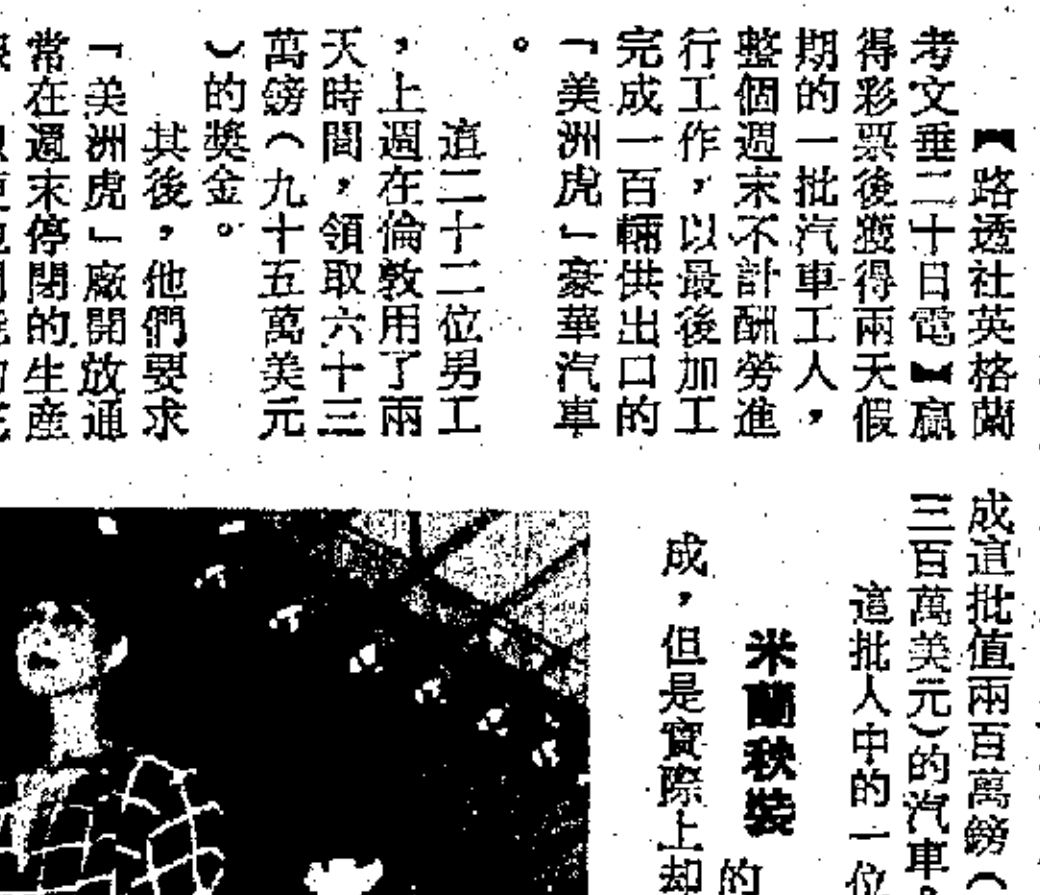 【路透社英格蘭
考文垂二十日電】贏
得彩票後獲得兩天假
期的一批汽車工人，
整個週末不計酬勞進
行工作，以最後加工
完成一百輛供出口的
「美洲虎」豪華汽車
。
這二十二位男工
，上週在倫敦用了兩
天時間，領取六十三
萬鎊（九十五萬美元
）的獎金。
其後，他們要求
「美洲虎」廠開放通
常在週末停閉的生產
成這批值兩百萬鎊（
三百萬美元）的汽車。
這批人中的一位
米蘭秋裝
的
成，但是實際上却